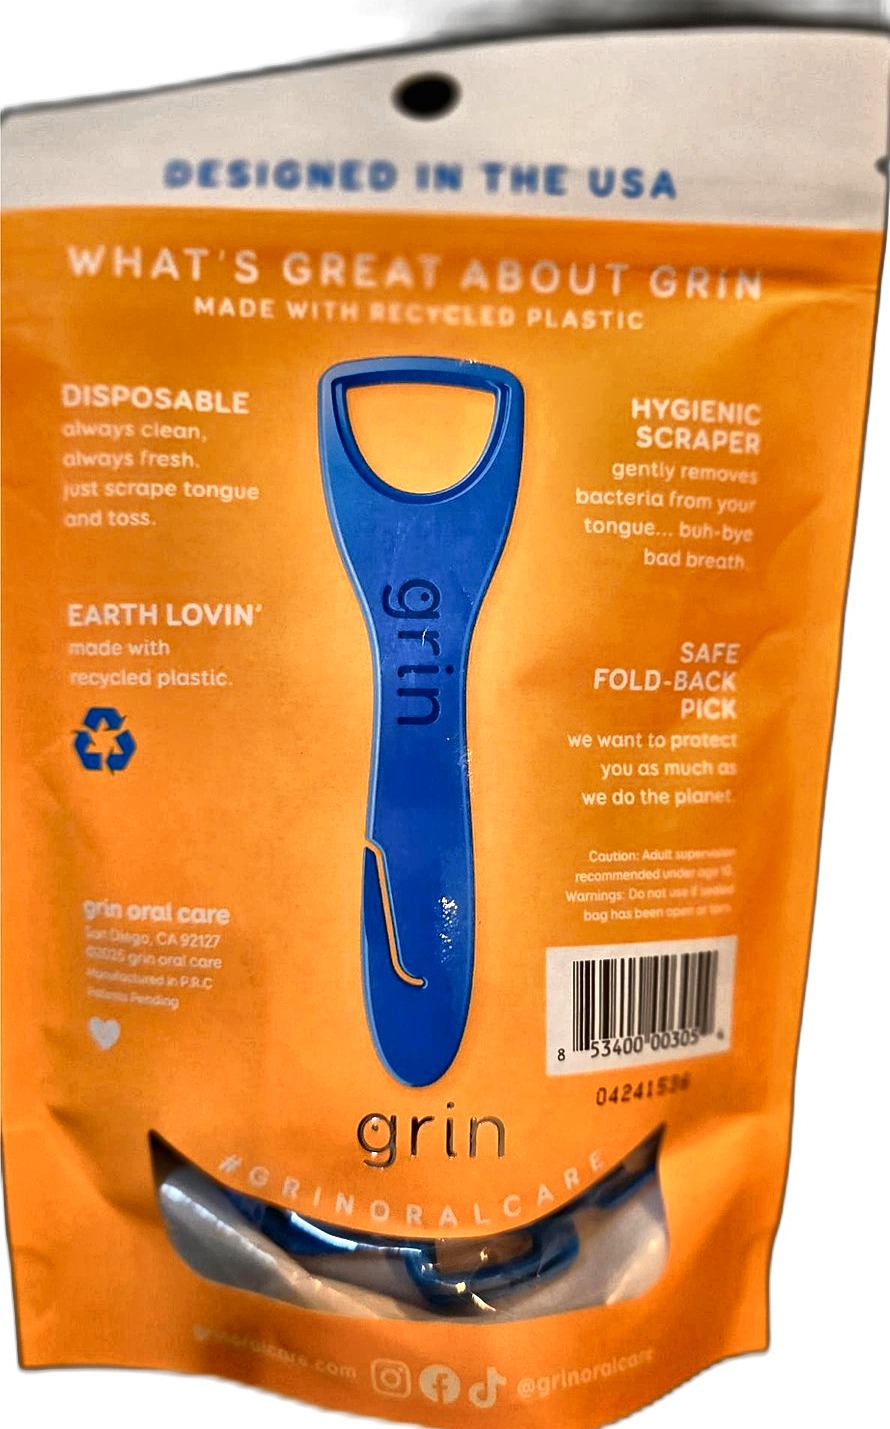 DESIGNED IN THE USA
WHAT'S GREAT ABOUT GRIN
MADE WITH RECYCLED PLASTIC
DISPOSABLE
always clean,
always fresh.
just scrape tongue
and toss.
EARTH LOVIN'
made with
recycled plastic.
HYGIENIC
SCRAPER
gently removes
bacteria from your
tongue... buh-bye
bad breath.
SAFE
FOLD-BACK
PICK
we want to protect
you as much as
we do the planet.
Caution: Adult supervision
recommended under age 10.
Warnings: Do not use if sealed
bag has been open or torn.
grin
grin oral care
San Diego, CA 92127
©2025 grin oral care
Manufactured in P.R.C
Patents Pending
8 53400 00305 4
grin
#GRINORALCARE
grinoralcare.com
@grinoralcare